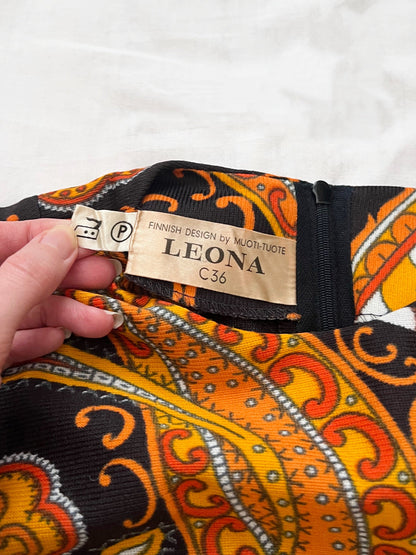 FINNISH DESIGN by MUOTI-TUOTE
LEONA
C36
P